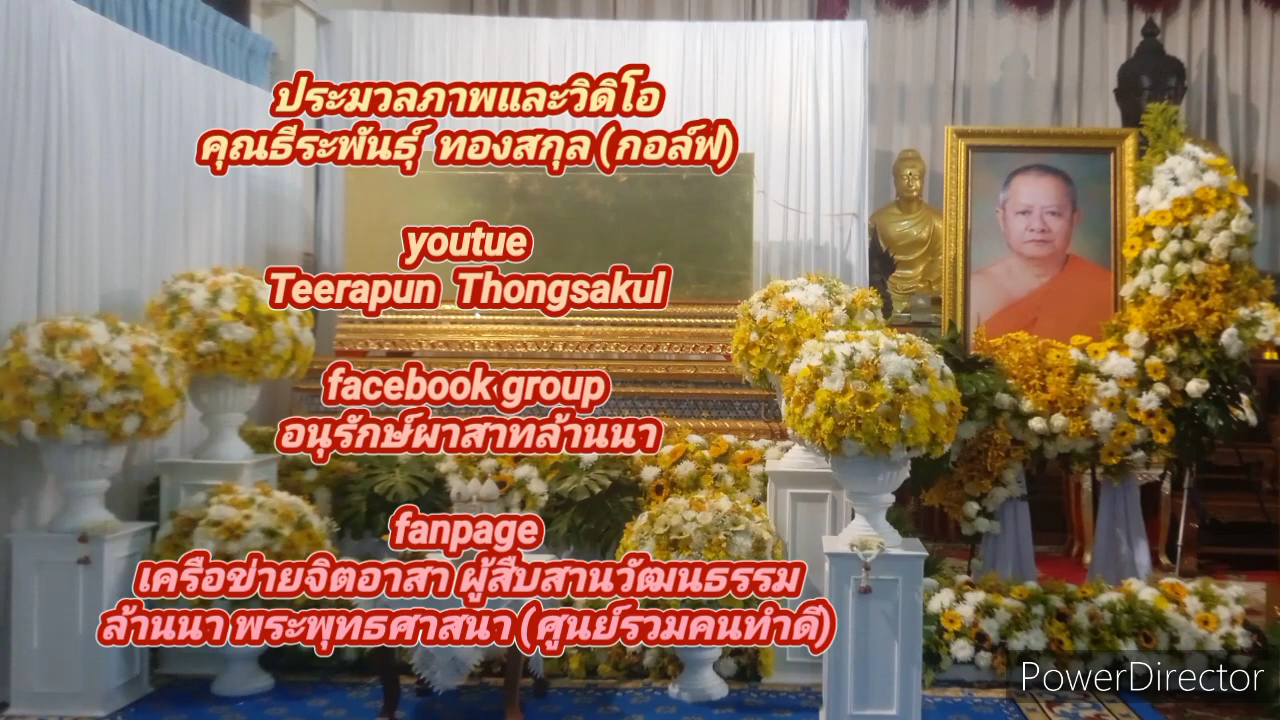 ประมวลภาพและวิดิโอ
คุณธีระพันธุ์ ทองสกุล (กอล์ฟ)
youtue
Teerapun Thongsakul
facebook group
อนุรักษ์ผาสาทล้านนา
fanpage
เครือข่ายจิตอาสา ผู้สืบสานวัฒนธรรม
ล้านนา พระพุทธศาสนา (ศูนย์รวมคนทำดี)
PowerDirector